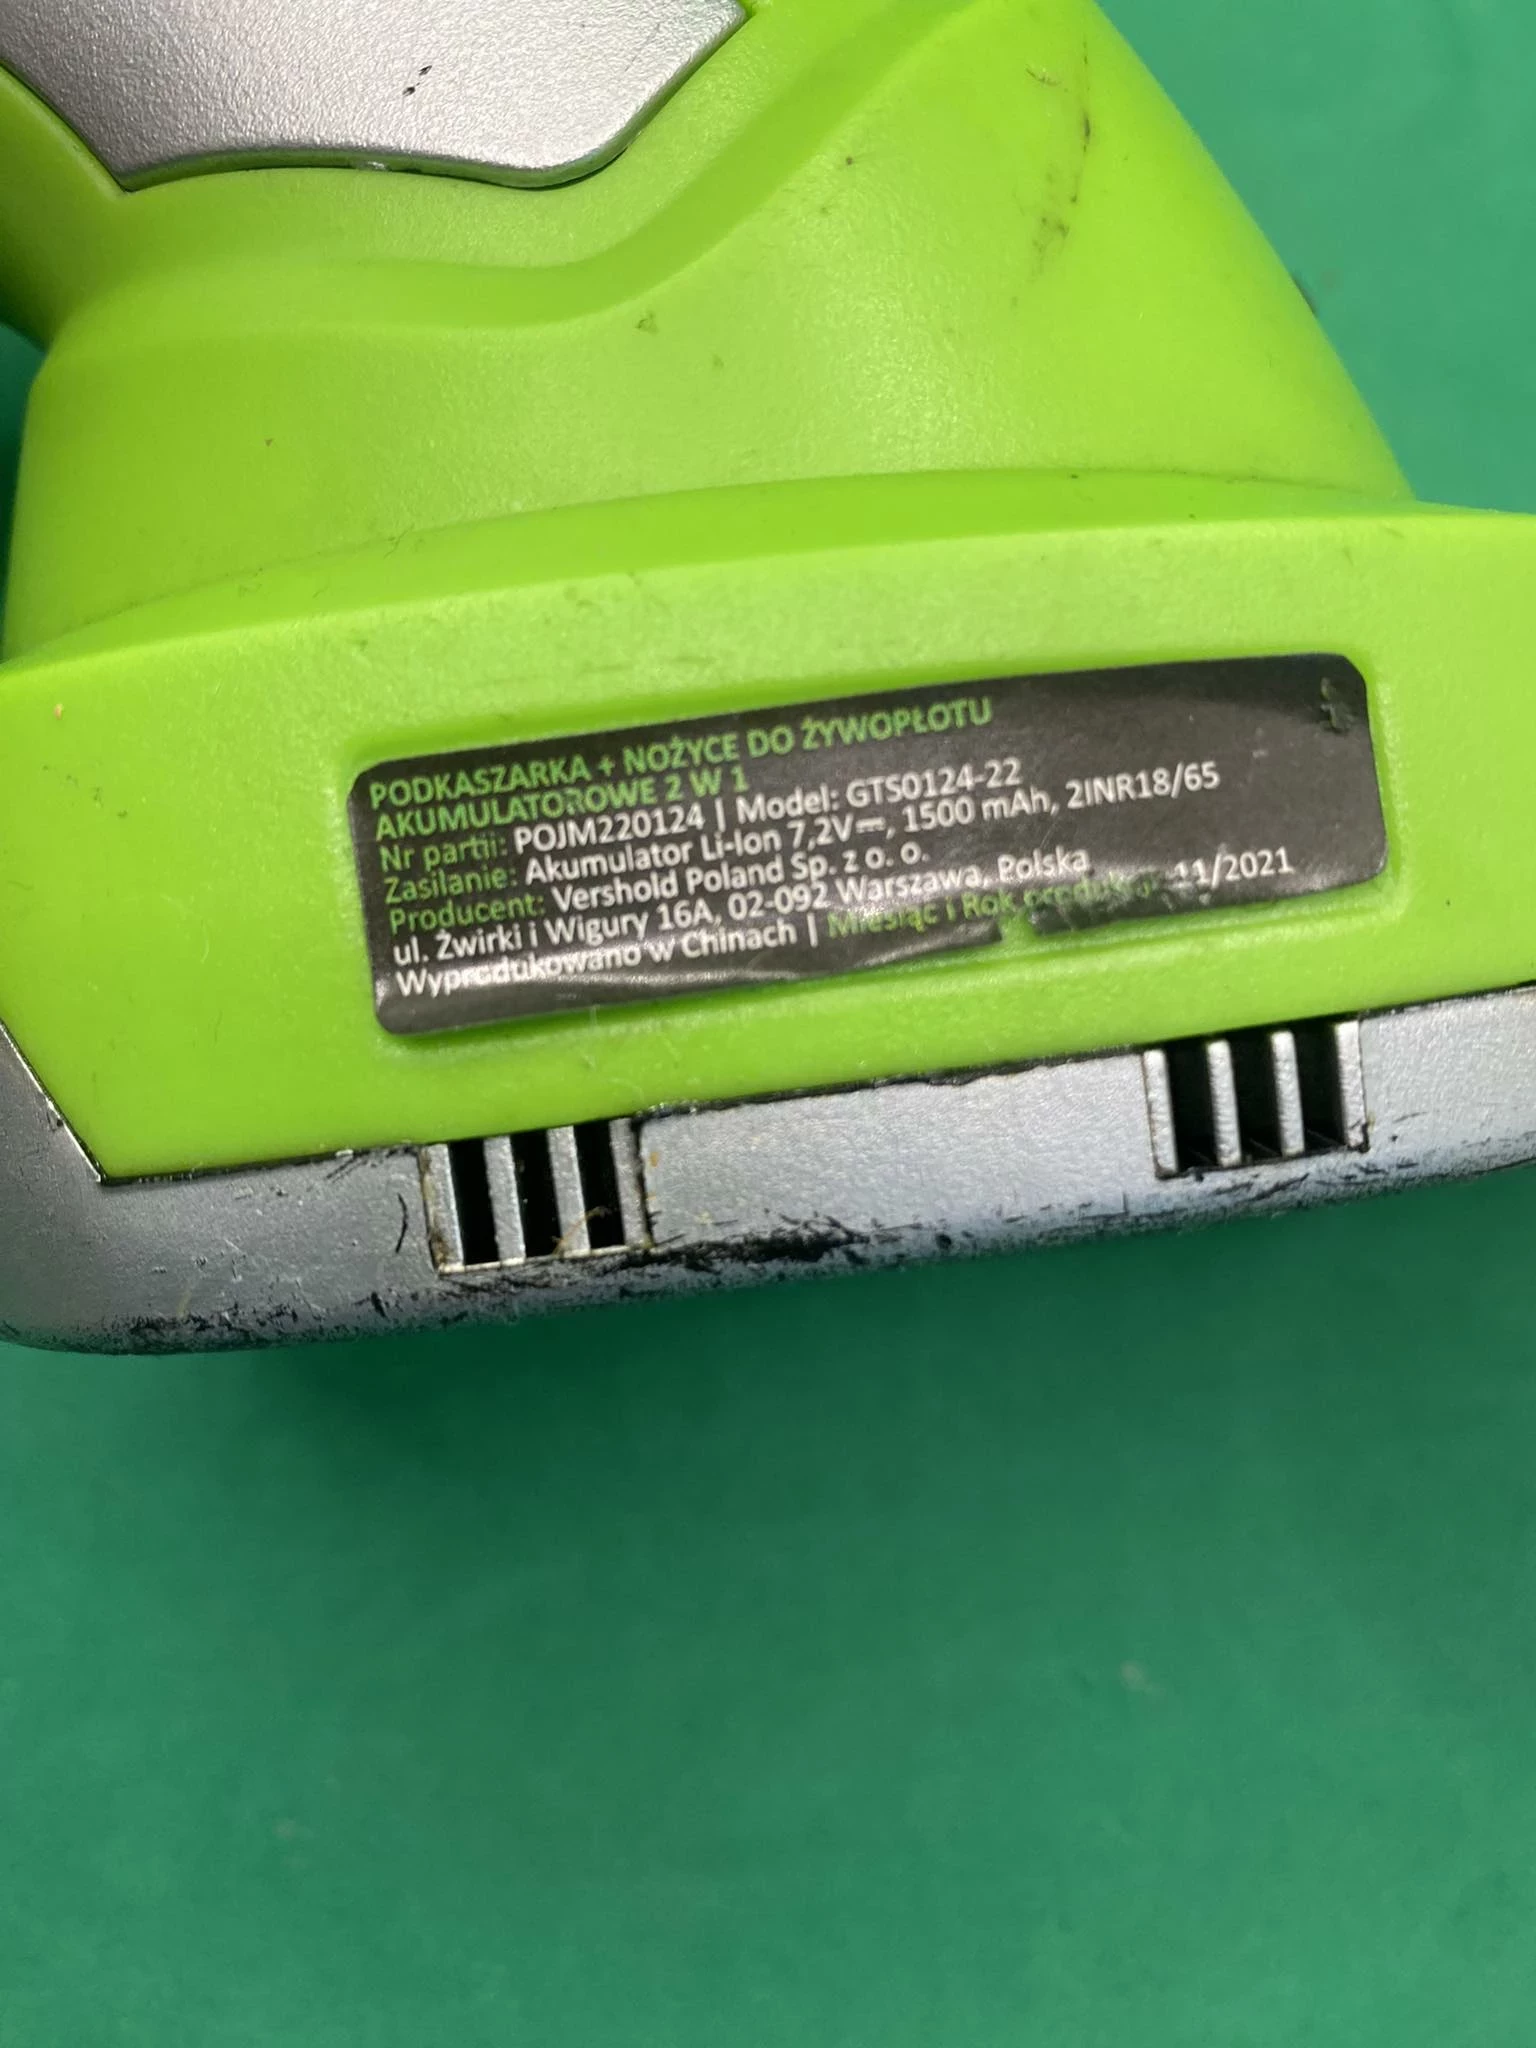 PODKASZARKA + NOŻYCE DO ŻYWOPŁOTU
AKUMULATOROWE 2 W 1
Nr partii: POJM220124 | Model: GTS0124-22
Zasilanie: Akumulator Li-Ion 7,2V⎓, 1500 mAh, 2INR18/65
Producent: Vershold Poland Sp. z o. o.
ul. Żwirki i Wigury 16A, 02-092 Warszawa, Polska
Wyprodukowano w Chinach | Miesiąc i Rok produkcji: 11/2021